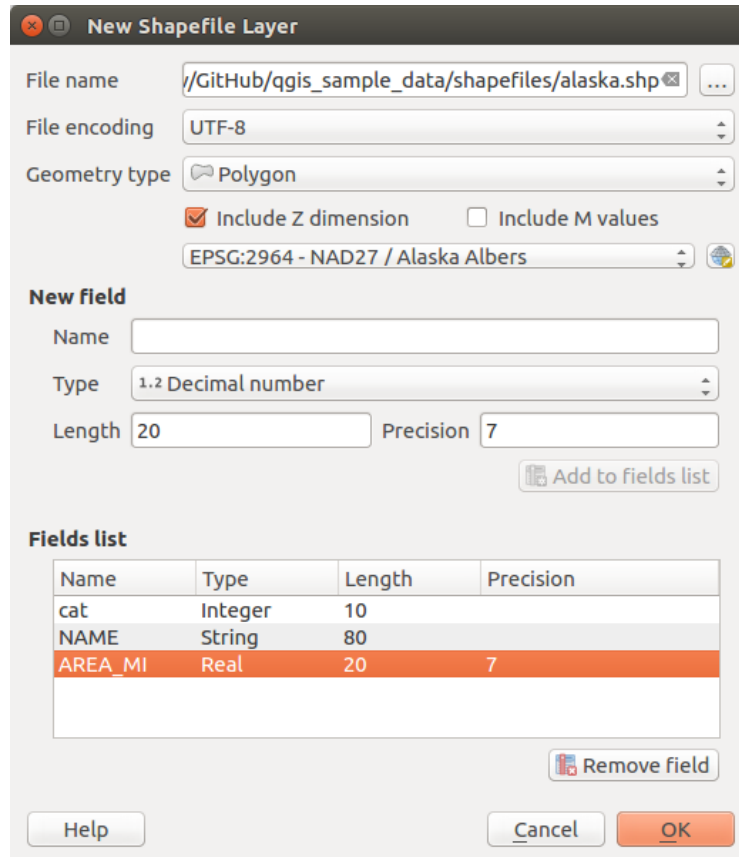 New Shapefile Layer
File name /GitHub/qgis_sample_data/shapefiles/alaska.shp ...
File encoding UTF-8
Geometry type Polygon
Include Z dimension Include M values
EPSG:2964 - NAD27 / Alaska Albers
New field
Name
Type 1.2 Decimal number
Length 20 Precision 7
Add to fields list
Fields list
Name Type Length Precision
cat Integer 10
NAME String 80
AREA_MI Real 20 7
Remove field
Help Cancel OK